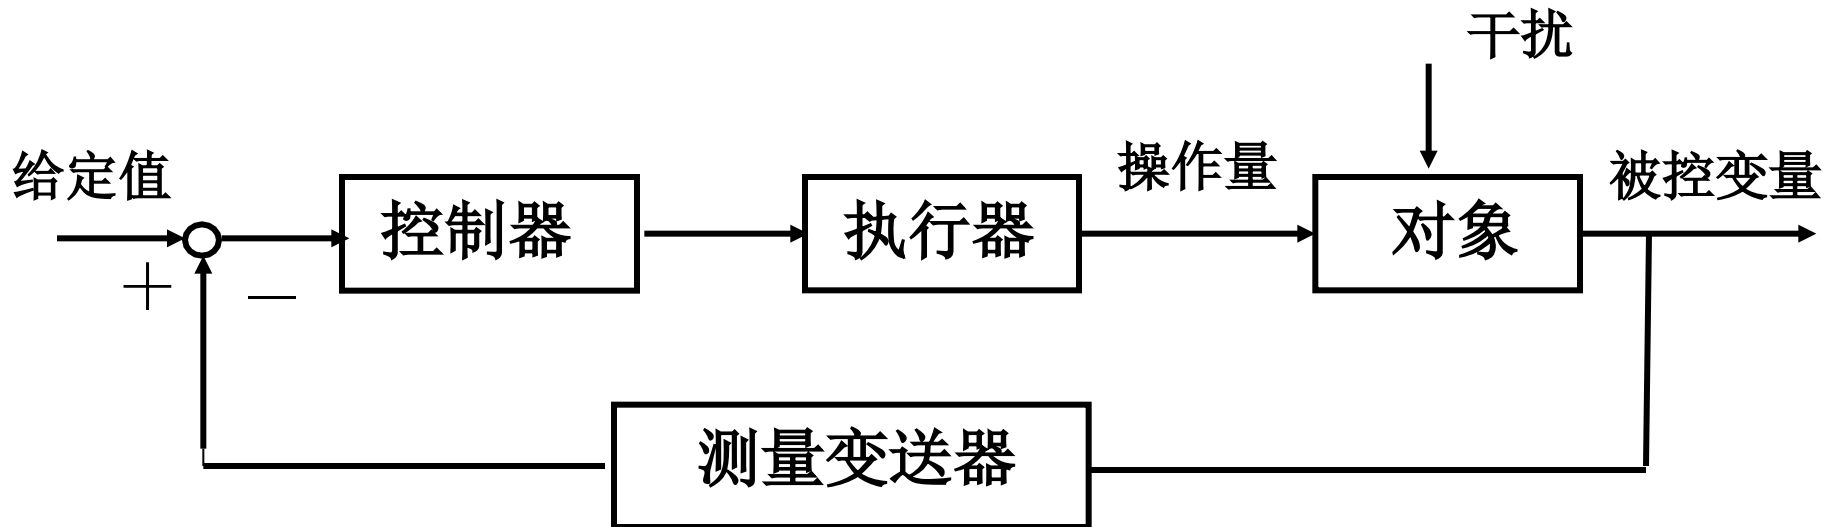 干扰
给定值
操作量
被控变量
控制器
执行器
对象
+
—
测量变送器